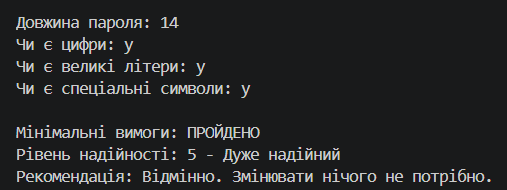 Довжина пароля: 14
Чи є цифри: y
Чи є великі літери: y
Чи є спеціальні символи: y
Мінімальні вимоги: ПРОЙДЕНО
Рівень надійності: 5 - Дуже надійний
Рекомендація: Відмінно. Змінювати нічого не потрібно.